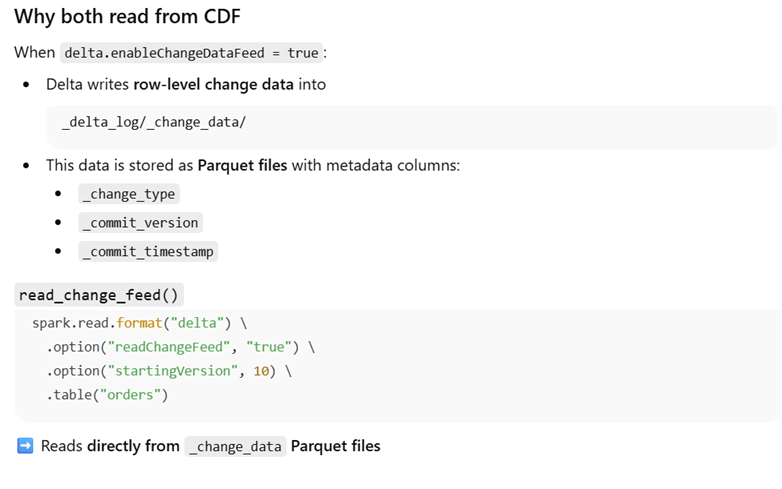 Why both read from CDF
When delta.enableChangeDataFeed = true:
• Delta writes row-level change data into
_delta_log/_change_data/
• This data is stored as Parquet files with metadata columns:
• _change_type
• _commit_version
• _commit_timestamp
read_change_feed()
spark.read.format("delta") \
.option("readChangeFeed", "true") \
.option("startingVersion", 10) \
.table("orders")
➡️ Reads directly from _change_data Parquet files